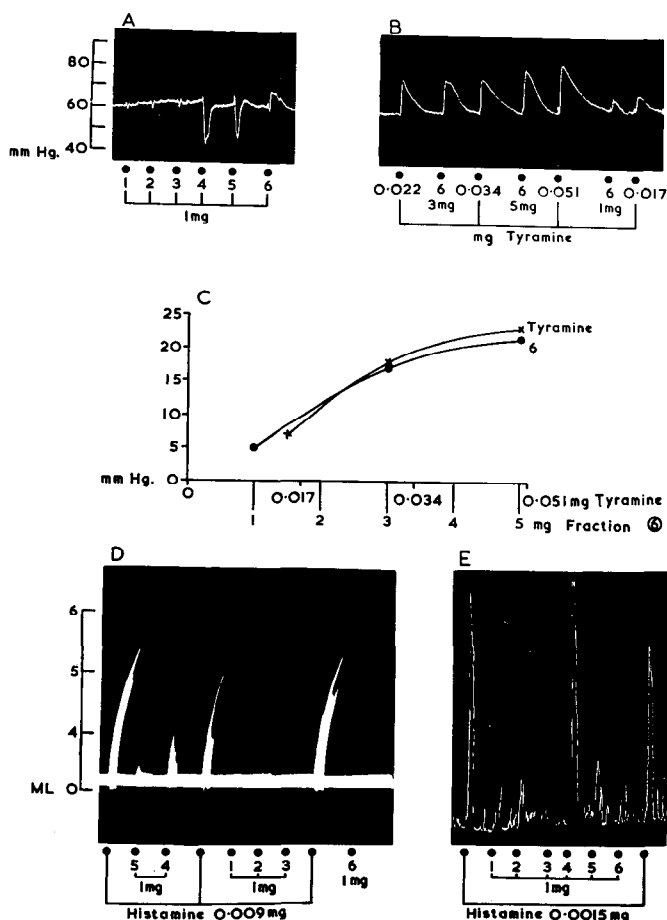 A
80
60
40
mm Hg.
1 2 3 4 5 6
1mg
B
0·022 6 0·034 6 0·051 6 0·017
3mg 5mg 1mg
mg Tyramine
C
25
20
15
10
5
0
mm Hg.
Tyramine
6
0 0·017 0·034 0·051mg Tyramine
1 2 3 4 5 mg Fraction ⑥
D
6
5
4
0
ML
5 4 1 2 3 6
1mg 1mg 1mg
Histamine 0·009mg
E
1 2 3 4 5 6
1mg
Histamine 0·0015mg